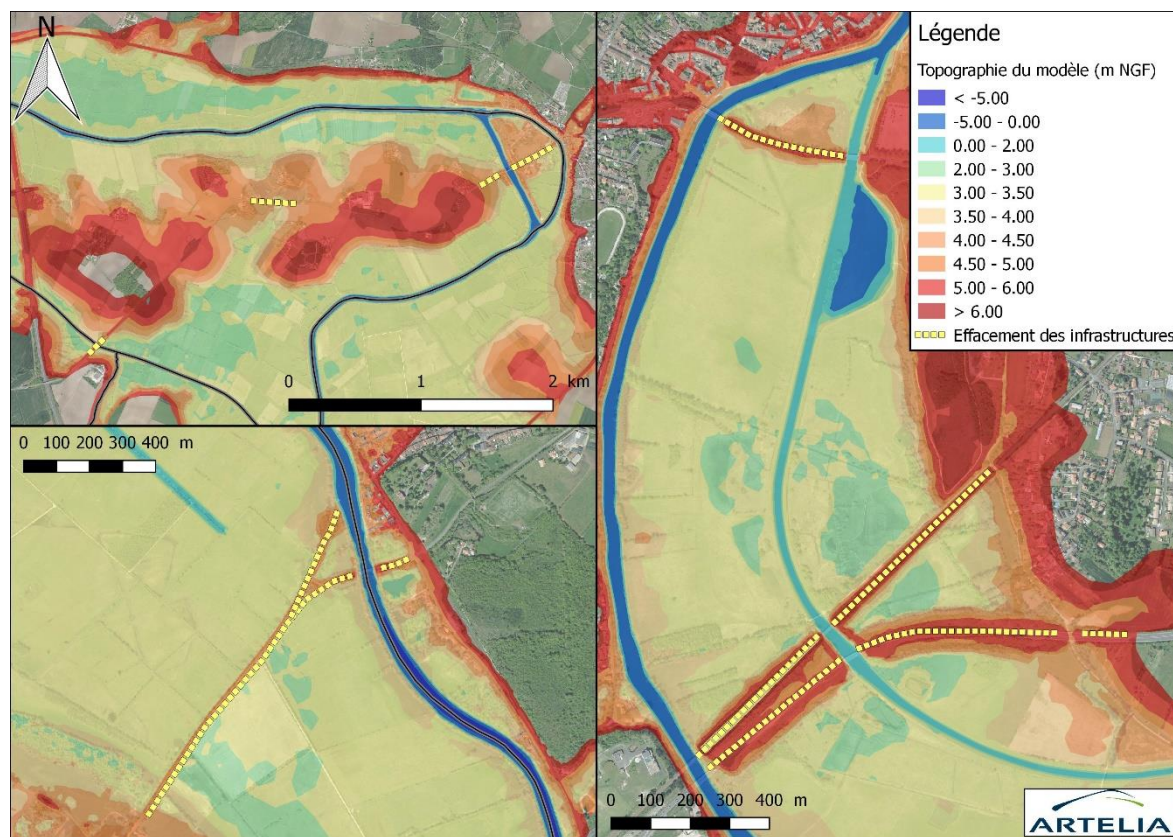 N
0 1 2 km
0 100 200 300 400 m
Légende
Topographie du modèle (m NGF)
< -5.00
-5.00 - 0.00
0.00 - 2.00
2.00 - 3.00
3.00 - 3.50
3.50 - 4.00
4.00 - 4.50
4.50 - 5.00
5.00 - 6.00
> 6.00
Effacement des infrastructures
0 100 200 300 400 m
ARTELIA